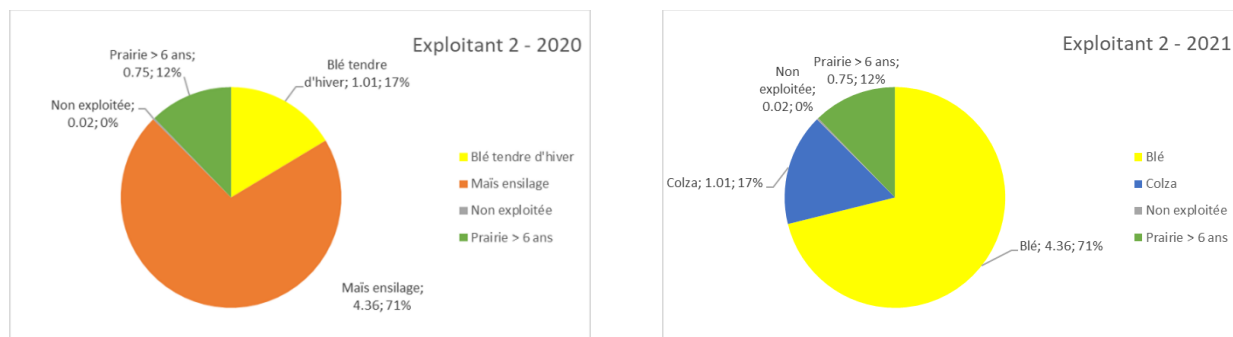 Exploitant 2 - 2020
Prairie > 6 ans;
0.75; 12%
Blé tendre
d'hiver; 1.01; 17%
Non exploitée;
0.02; 0%
Maïs ensilage;
4.36; 71%
Blé tendre d'hiver
Maïs ensilage
Non exploitée
Prairie > 6 ans
Exploitant 2 - 2021
Prairie > 6 ans;
0.75; 12%
Non
exploitée;
0.02; 0%
Colza; 1.01; 17%
Blé; 4.36; 71%
Blé
Colza
Non exploitée
Prairie > 6 ans